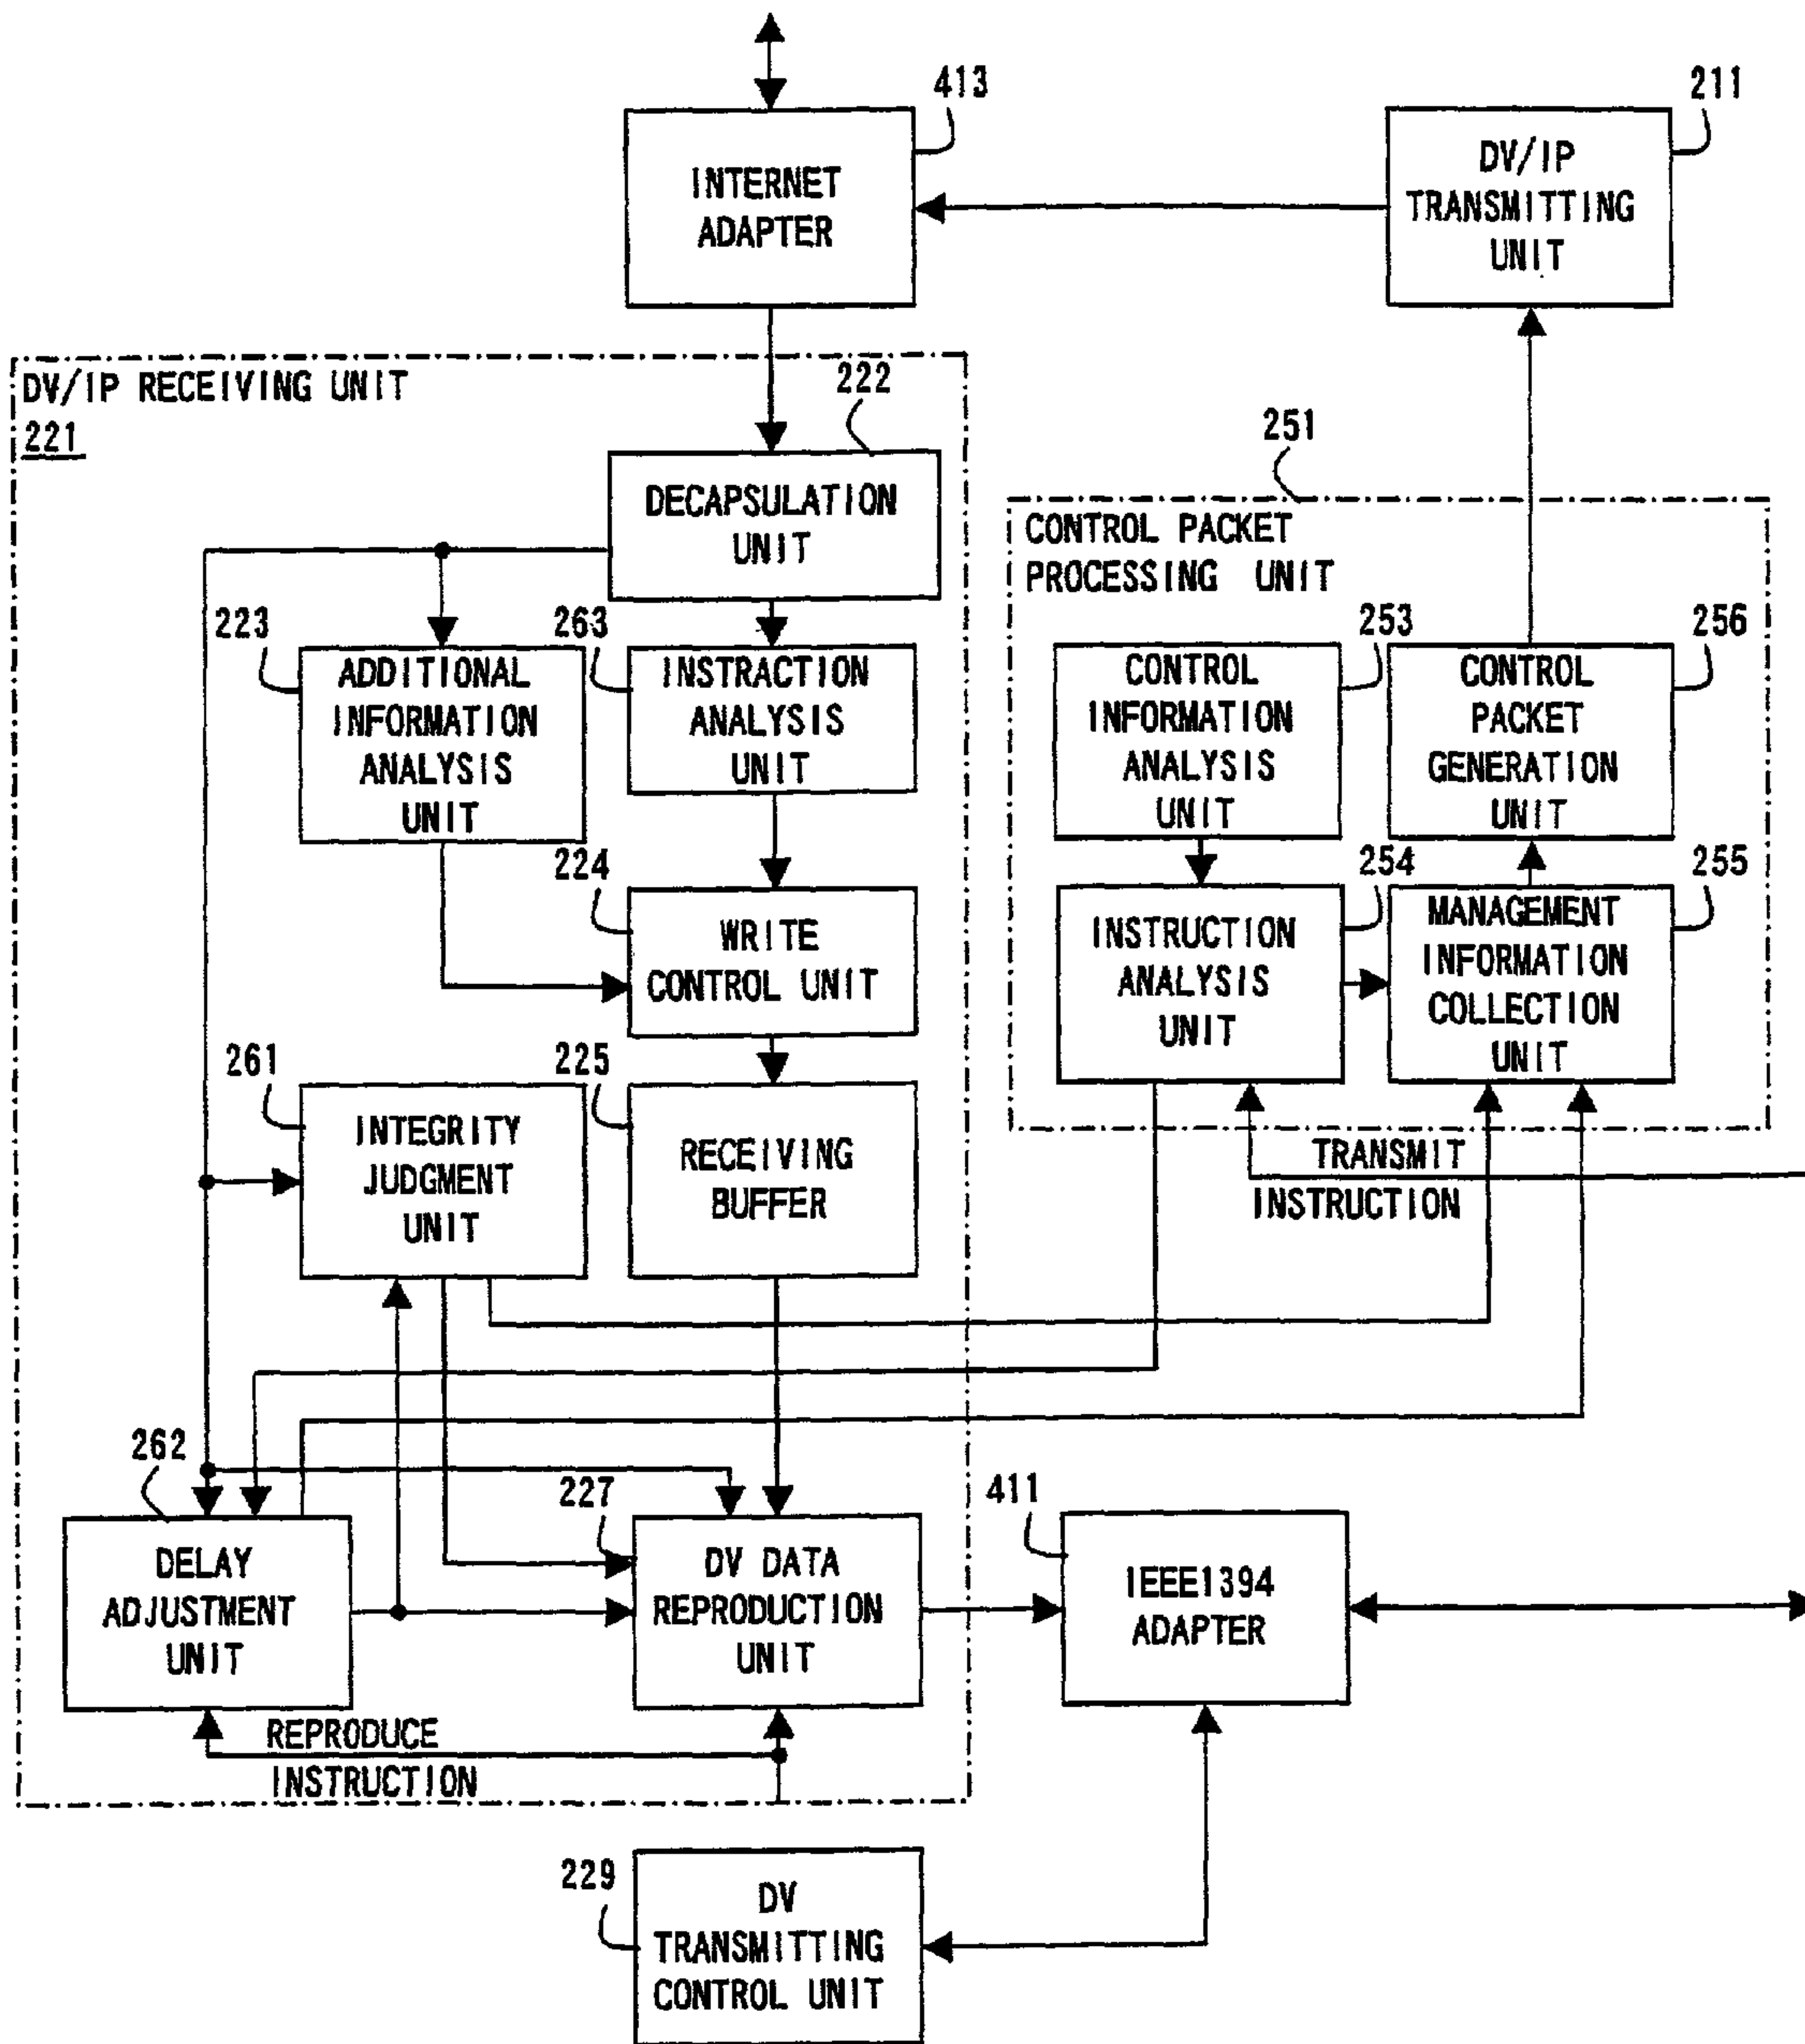 413
211
INTERNET
ADAPTER
DV/IP
TRANSMITTING
UNIT
DV/IP RECEIVING UNIT
221
222
DECAPSULATION
UNIT
251
CONTROL PACKET
PROCESSING UNIT
223
ADDITIONAL
INFORMATION
ANALYSIS
UNIT
263
INSTRACTION
ANALYSIS
UNIT
253
CONTROL
INFORMATION
ANALYSIS
UNIT
256
CONTROL
PACKET
GENERATION
UNIT
224
WRITE
CONTROL UNIT
254
INSTRUCTION
ANALYSIS
UNIT
255
MANAGEMENT
INFORMATION
COLLECTION
UNIT
261
INTEGRITY
JUDGMENT
UNIT
225
RECEIVING
BUFFER
TRANSMIT
INSTRUCTION
262
DELAY
ADJUSTMENT
UNIT
227
DV DATA
REPRODUCTION
UNIT
411
IEEE1394
ADAPTER
REPRODUCE
INSTRUCTION
229
DV
TRANSMITTING
CONTROL UNIT